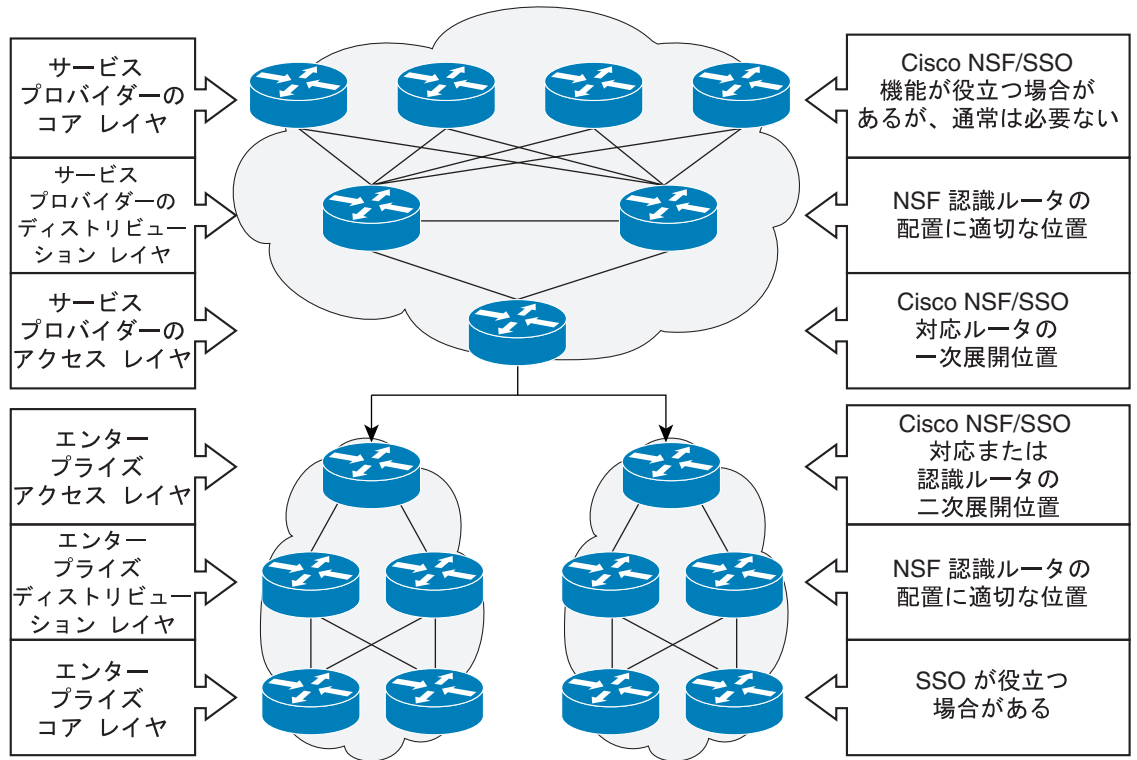 サービス
プロバイダーの
コア レイヤ
Cisco NSF/SSO
機能が役立つ場合が
あるが、通常は必要ない
サービス
プロバイダーの
ディストリビュー
ション レイヤ
NSF 認識ルータの
配置に適切な位置
サービス
プロバイダーの
アクセス レイヤ
Cisco NSF/SSO
対応ルータの
一次展開位置
エンター
プライズ
アクセス レイヤ
Cisco NSF/SSO
対応または
認識ルータの
二次展開位置
エンター
プライズ
ディストリビュー
ション レイヤ
NSF 認識ルータの
配置に適切な位置
エンター
プライズ
コア レイヤ
SSO が役立つ
場合がある